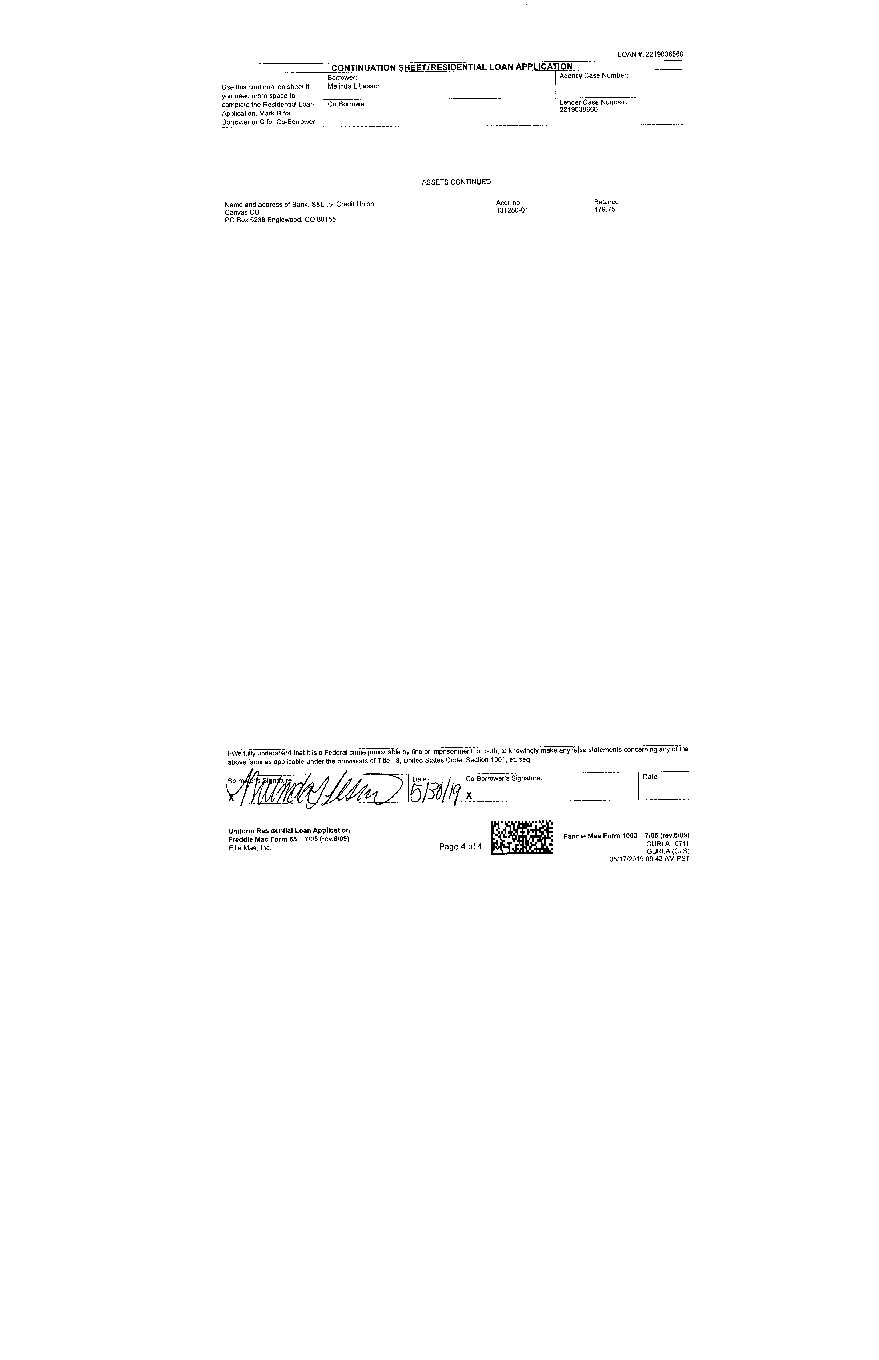 LOAN #: 2219038660
CONTINUATION SHEET/RESIDENTIAL LOAN APPLICATION
Use this continuation sheet if
you need more space to
complete the Residential Loan
Application. Mark B for
Borrower or C for Co-Borrower.
Borrower:
Melinda
Co-Borrower:
Agency Case Number:
Lender Case Number:
2219038660
ASSETS CONTINUED
Name and address of Bank, S&L, or Credit Union
Canvas CU
PO Box Englewood, CO 80155
Acct. no.
Balance
I/We fully understand that it is a Federal crime punishable by fine or imprisonment, or both, to knowingly make any false statements concerning any of the
above facts as applicable under the provisions of Title 18, United States Code, Section 1001, et seq.
Borrower's Signature
X
Date
5/30/19
Co-Borrower's Signature:
X
Date
Uniform Residential Loan Application
Freddie Mac Form 65 7/05 (rev.6/09)
Ellie Mae, Inc.
Page 4 of 4
Fannie Mae Form 1003 7/05 (rev.6/09)
GURLA
GURLA (CLS)
05/17/2019 08:42 AM PST